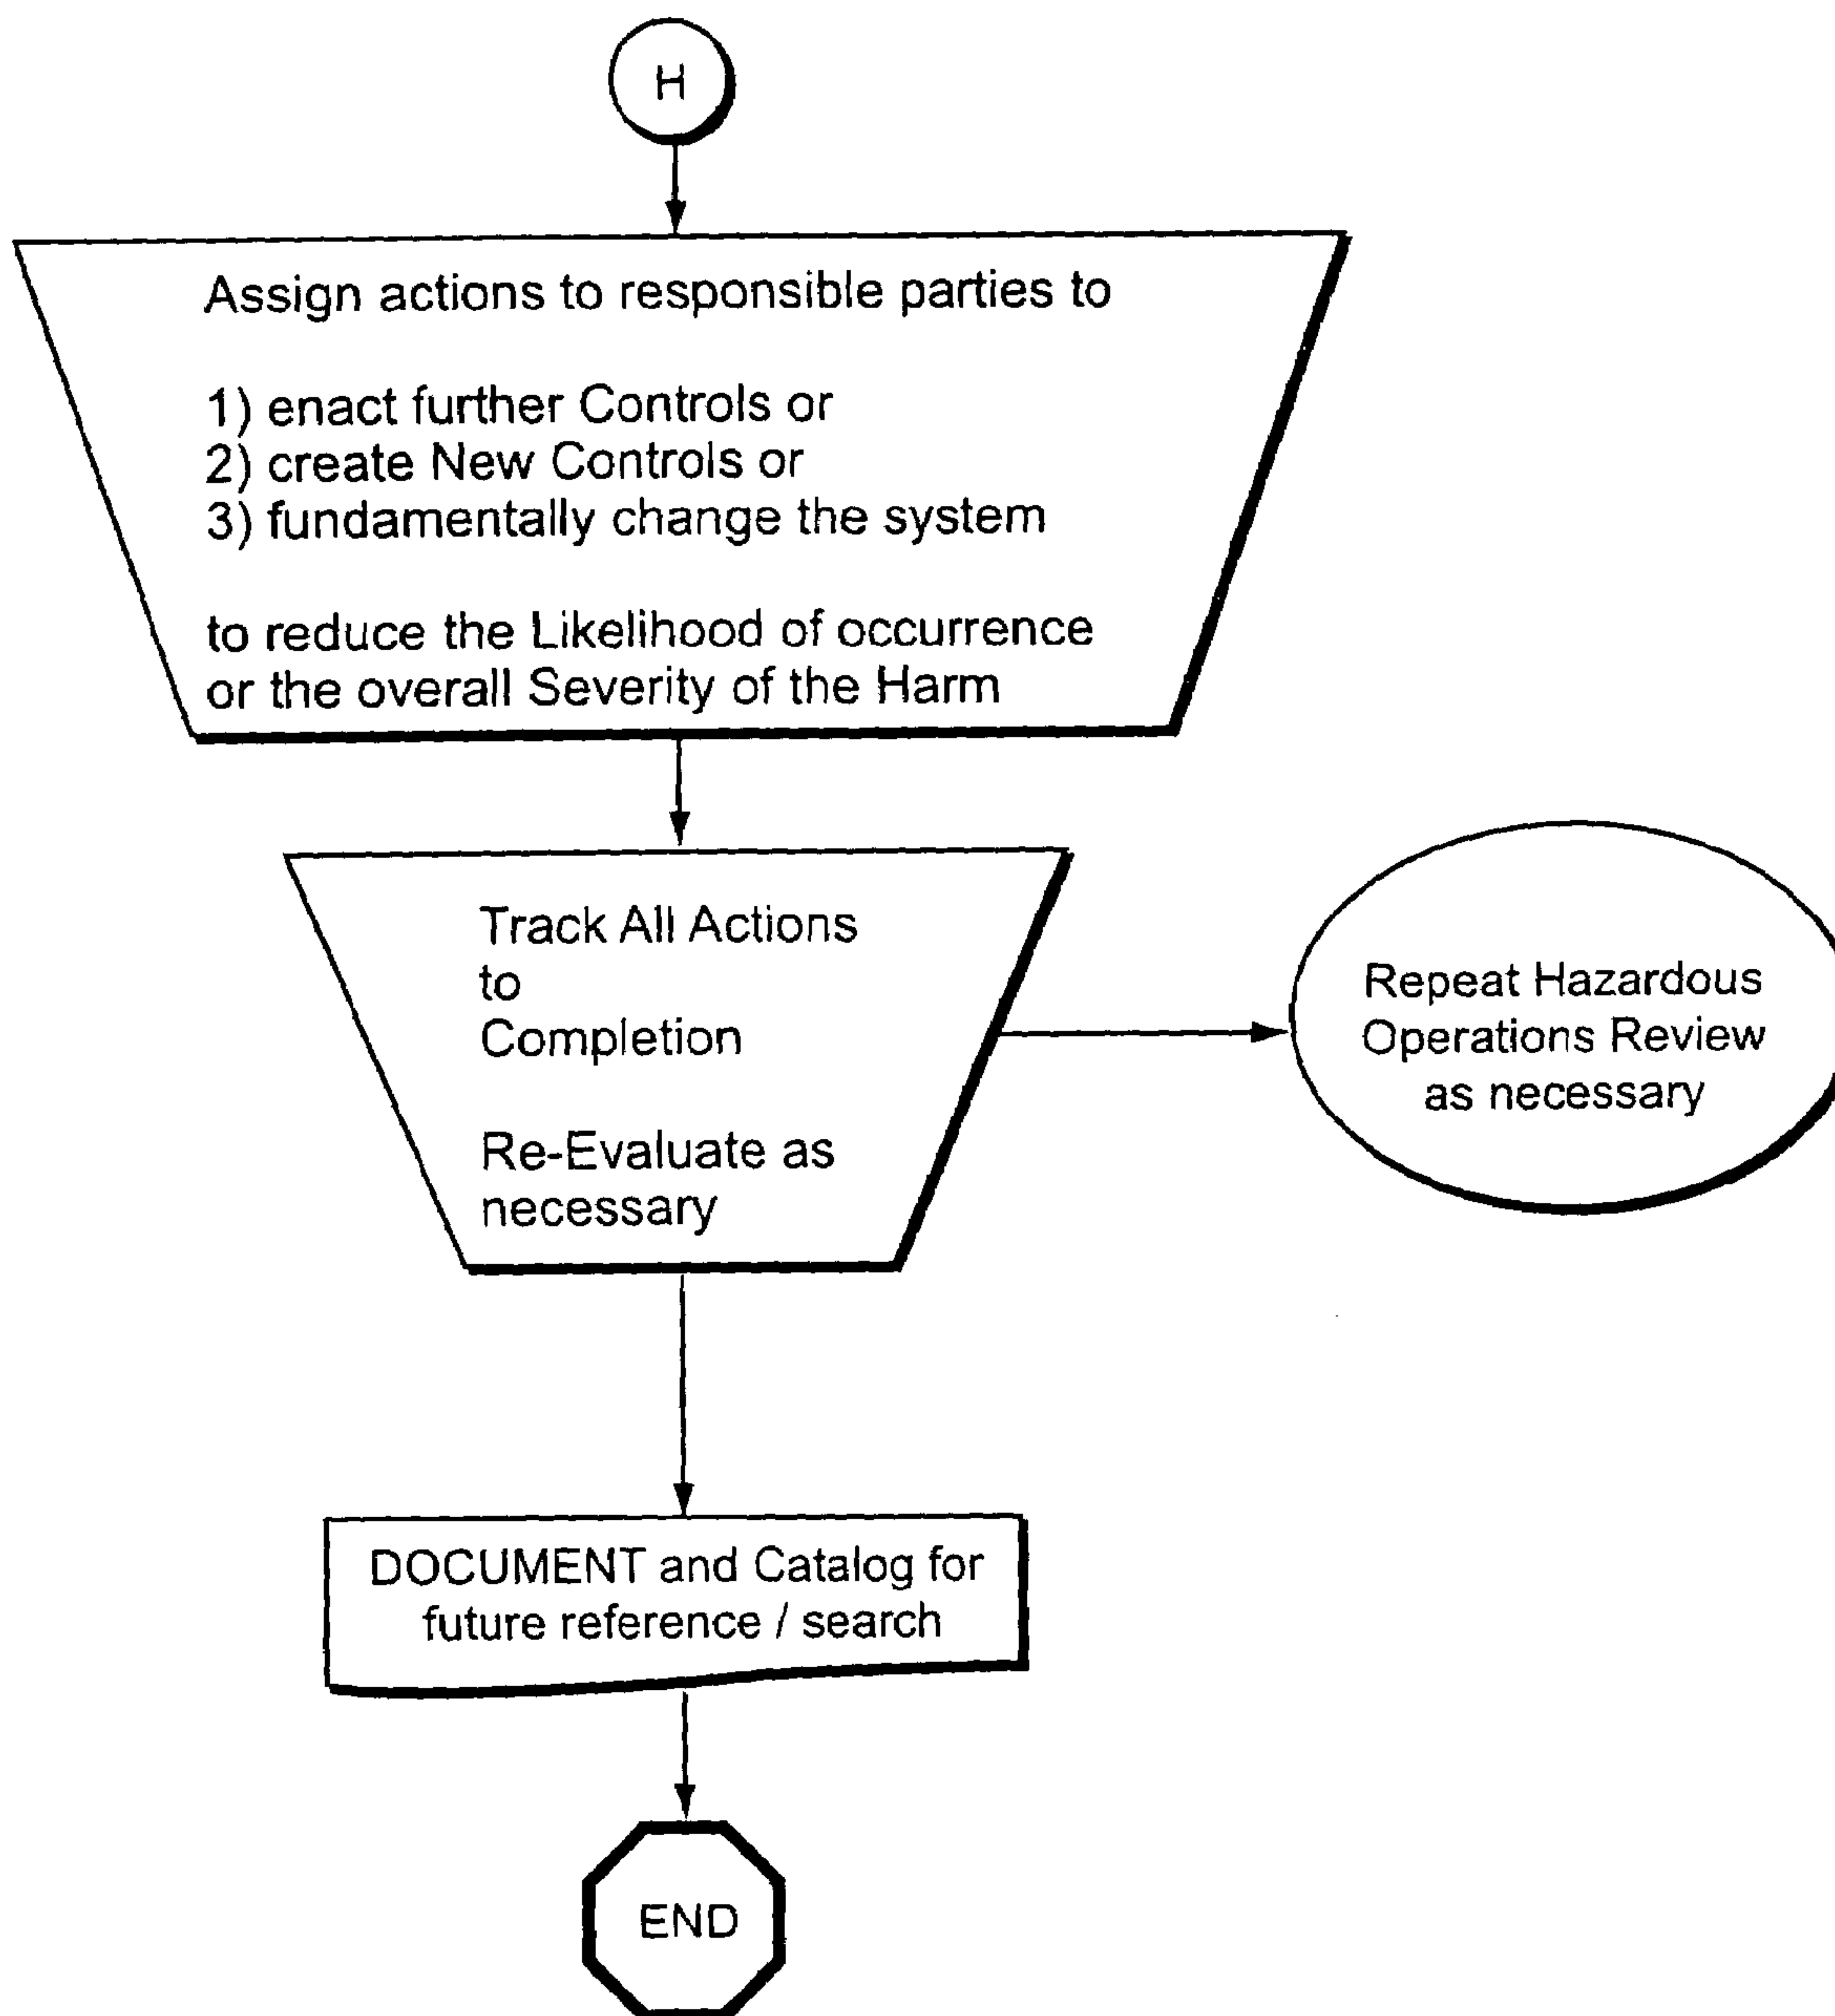 H
Assign actions to responsible parties to
1) enact further Controls or
2) create New Controls or
3) fundamentally change the system
to reduce the Likelihood of occurrence
or the overall Severity of the Harm
Track All Actions
to
Completion
Re-Evaluate as
necessary
Repeat Hazardous
Operations Review
as necessary
DOCUMENT and Catalog for
future reference / search
END